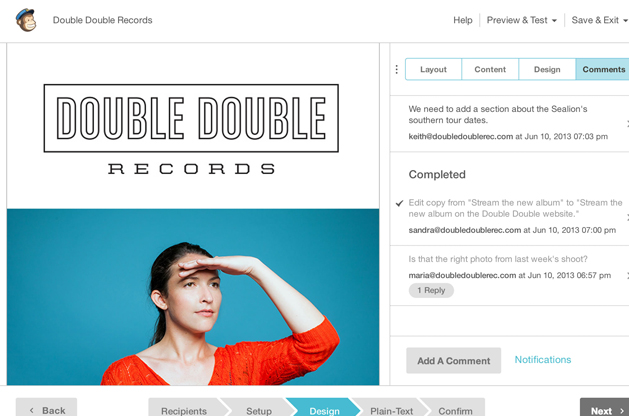 Double Double Records
Help
Preview & Test
Save & Exit
Layout
Content
Design
Comments
DOUBLE DOUBLE
RECORDS
We need to add a section about the Sealion's
southern tour dates.
keith@doubledoublerec.com at Jun 10, 2013 07:03 pm
Completed
Edit copy from "Stream the new album" to "Stream the
new album on the Double Double website."
sandra@doubledoublerec.com at Jun 10, 2013 07:00 pm
Is that the right photo from last week's shoot?
maria@doubledoublerec.com at Jun 10, 2013 06:57 pm
1 Reply
Add A Comment
Notifications
Back
Recipients
Setup
Design
Plain-Text
Confirm
Next